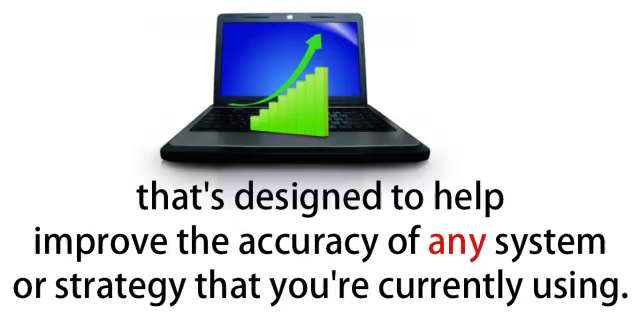 that's designed to help
improve the accuracy of any system
or strategy that you're currently using.